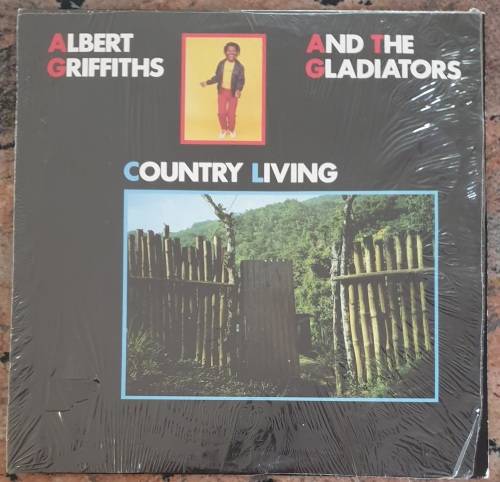 ALBERT GRIFFITHS
AND THE GLADIATORS
COUNTRY LIVING